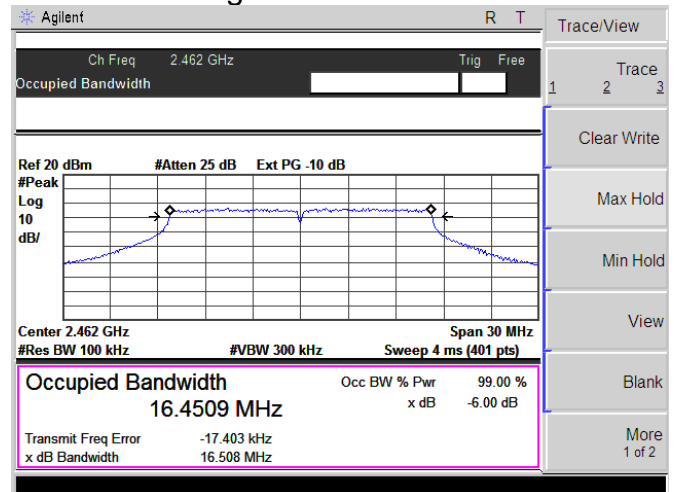 Agilent R T Trace/View
Ch Freq 2.462 GHz Trig Free
Occupied Bandwidth
Trace
1 2 3
Clear Write
Ref 20 dBm #Atten 25 dB Ext PG -10 dB
#Peak
Log
10
dB/
Max Hold
Min Hold
Center 2.462 GHz Span 30 MHz
#Res BW 100 kHz #VBW 300 kHz Sweep 4 ms (401 pts)
View
Occupied Bandwidth Occ BW % Pwr 99.00 %
16.4509 MHz x dB -6.00 dB
Blank
Transmit Freq Error -17.403 kHz
x dB Bandwidth 16.508 MHz
More
1 of 2